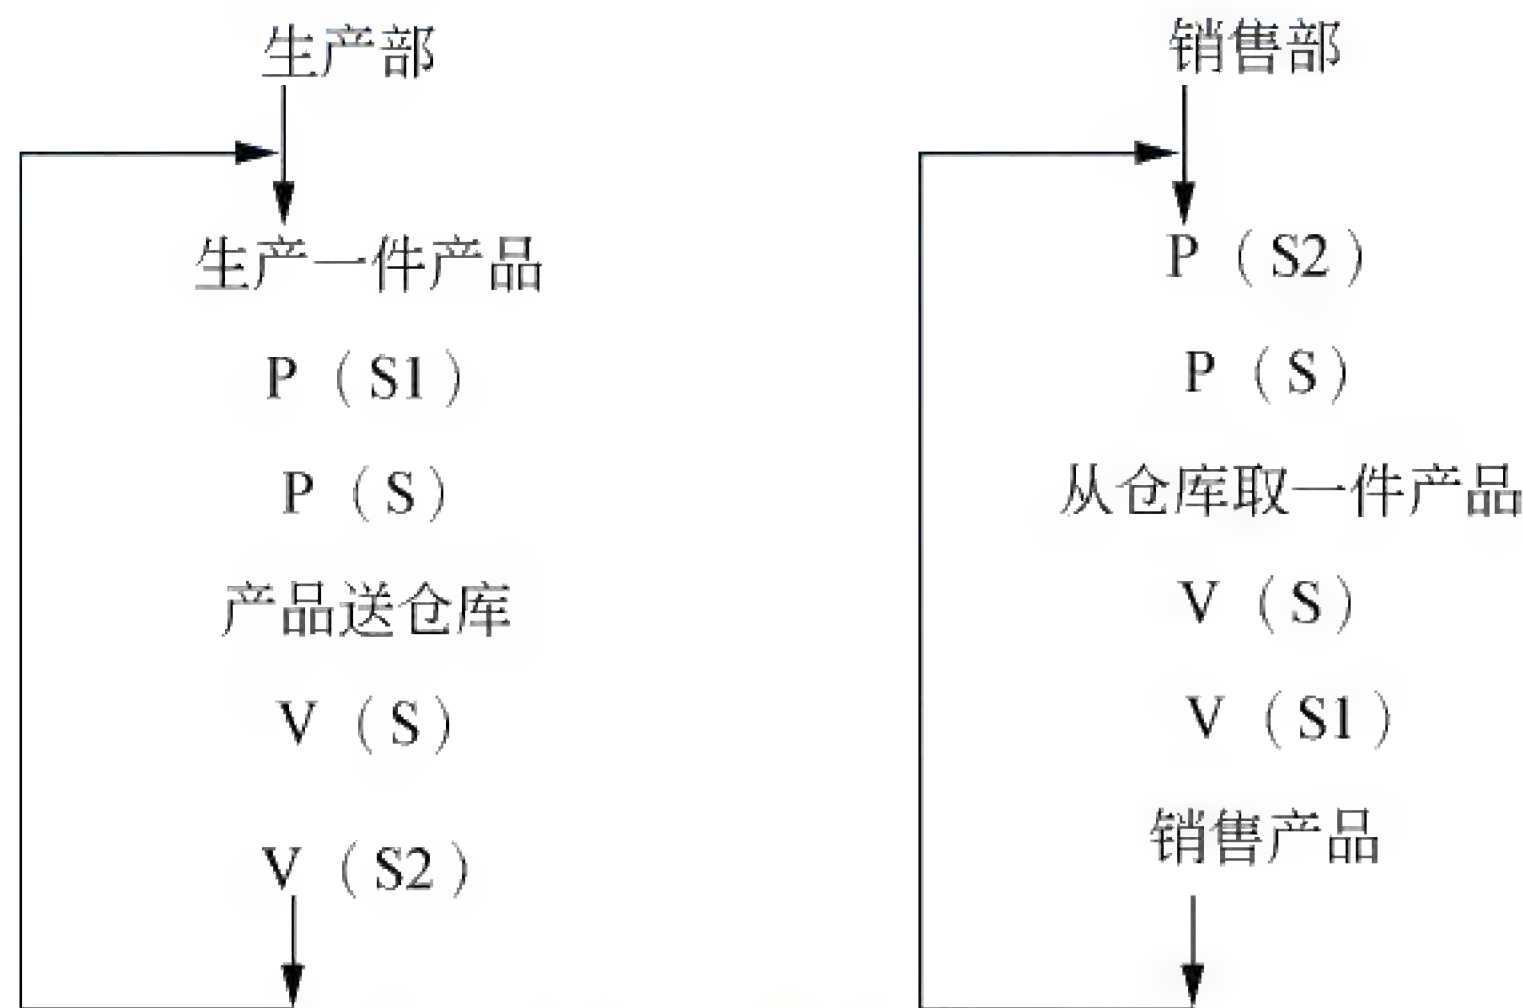 生产部
生产一件产品
P（S1）
P（S）
产品送仓库
V（S）
V（S2）
销售部
P（S2）
P（S）
从仓库取一件产品
V（S）
V（S1）
销售产品